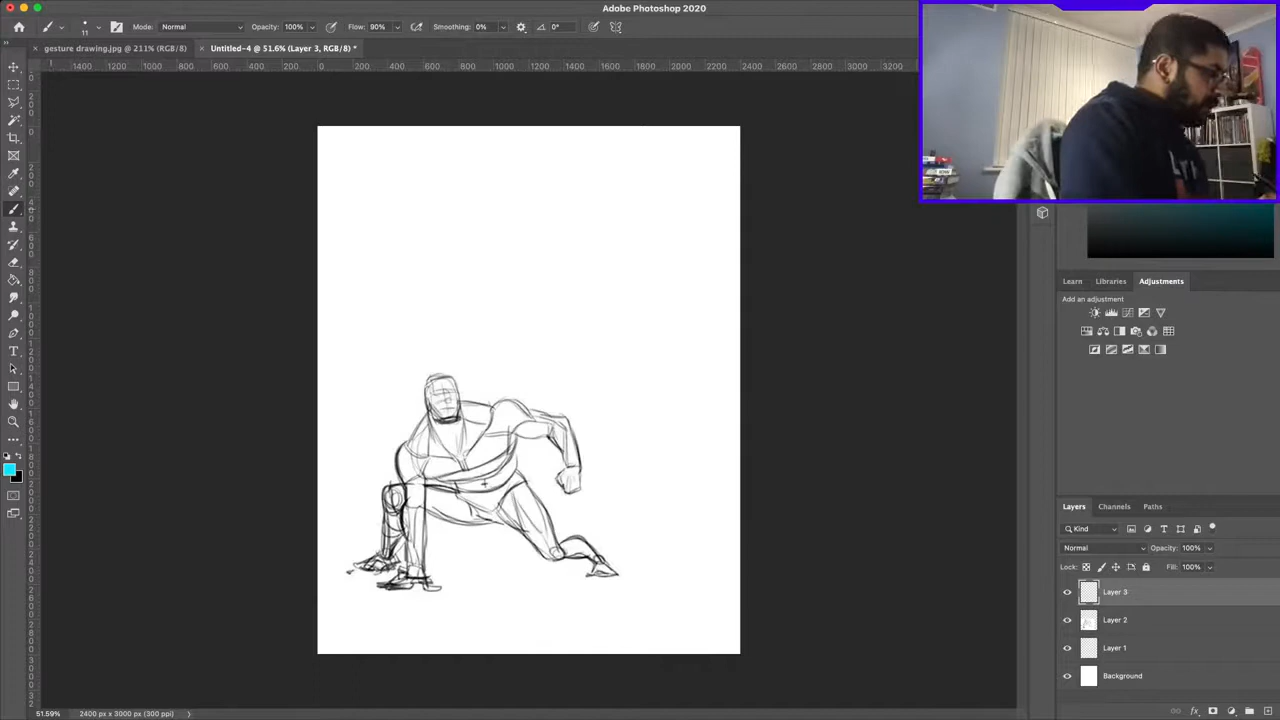 Adobe Photoshop 2020
11 Mode: Normal Opacity: 100% Flow: 90% Smoothing: 0% 0°
gesture drawing.jpg @ 211% (RGB/8) Untitled-4 @ 51.6% (Layer 3, RGB/8) *
1400 1200 1000 800 600 400 200 0 200 400 600 800 1000 1200 1400 1600 1800 2000 2200 2400 2600 2800 3000 3200
Learn Libraries Adjustments
Add an adjustment
Layers Channels Paths
Kind
Normal Opacity: 100%
Lock: Fill: 100%
Layer 3
Layer 2
Layer 1
Background
fx
51.59% 2400 px x 3000 px (300 ppi)